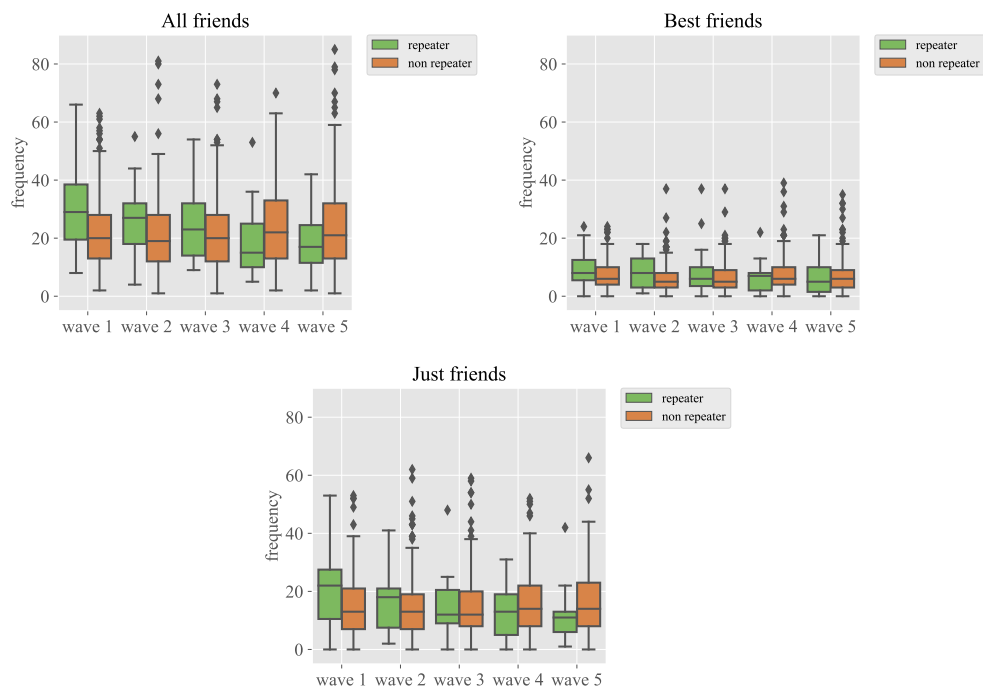 All friends
repeater
non repeater
frequency
80
60
40
20
0
wave 1 wave 2 wave 3 wave 4 wave 5
Best friends
repeater
non repeater
frequency
80
60
40
20
0
wave 1 wave 2 wave 3 wave 4 wave 5
Just friends
repeater
non repeater
frequency
80
60
40
20
0
wave 1 wave 2 wave 3 wave 4 wave 5